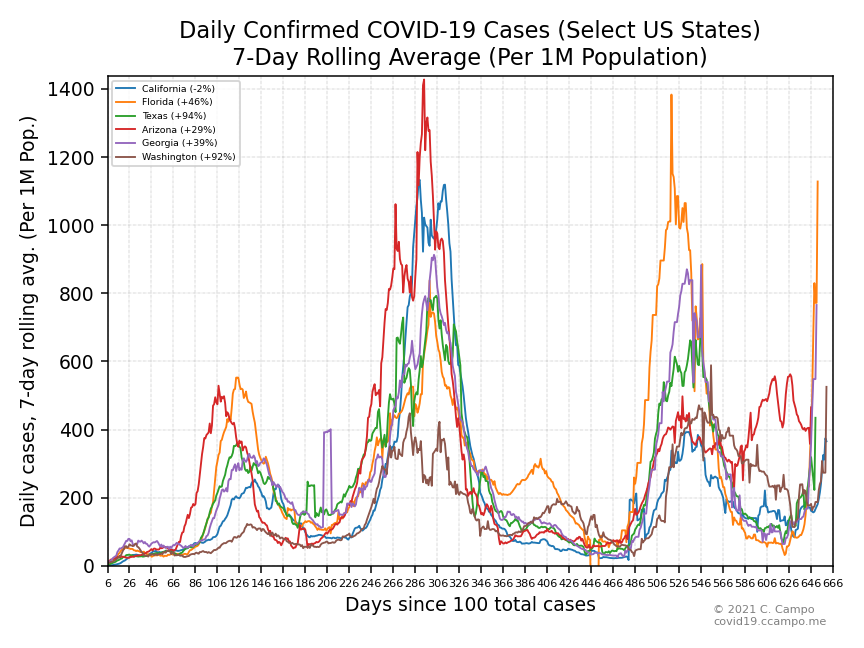 Daily Confirmed COVID-19 Cases (Select US States)
7-Day Rolling Average (Per 1M Population)
Daily cases, 7-day rolling avg. (Per 1M Pop.)
1400
1200
1000
800
600
400
200
0
California (-2%)
Florida (+46%)
Texas (+94%)
Arizona (+29%)
Georgia (+39%)
Washington (+92%)
6 26 46 66 86 106 126 146 166 186 206 226 246 266 286 306 326 346 366 386 406 426 446 466 486 506 526 546 566 586 606 626 646 666
Days since 100 total cases
© 2021 C. Campo
covid19.ccampo.me